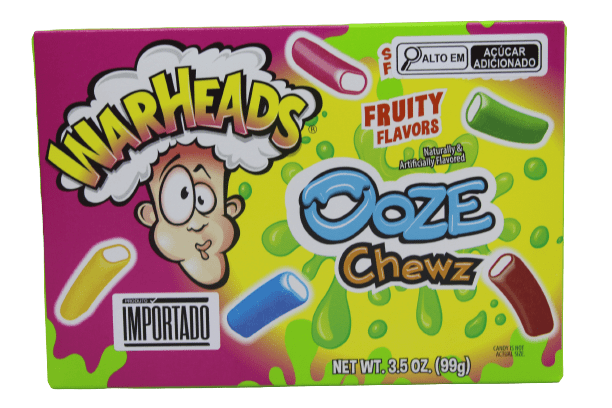 WARHEADS®
S
F
ALTO EM
AÇÚCAR
ADICIONADO
FRUITY
FLAVORS
Naturally &
Artificially Flavored
OOZE
Chewz
PRODUTO
IMPORTADO
CANDY IS NOT
ACTUAL SIZE.
NET WT. 3.5 OZ. (99g)